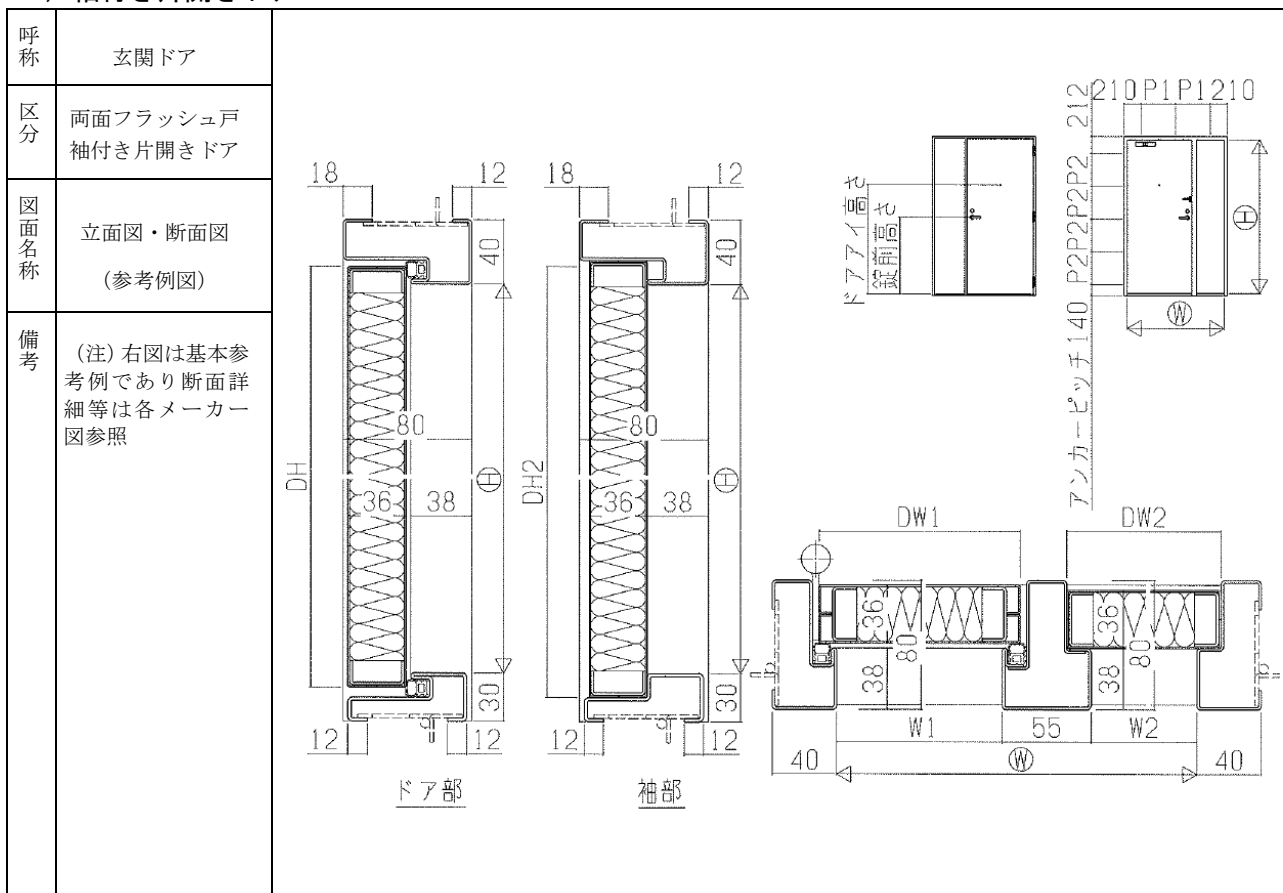 呼称
玄関ドア
区分
両面フラッシュ戸
袖付き片開きドア
図面名称
立面図・断面図
(参考例図)
備考
(注)右図は基本参
考例であり断面詳
細等は各メーカー
図参照
18
12
40
DH
80
36
38
H
30
12
12
ドア部
18
12
DH2
80
36
38
H
40
30
12
12
袖部
ドアアイ高さ
錠前高さ
210 P1 P1 210
アンカーピッチ140 P2 P2 P2 P2 212
H
W
DW1
DW2
36
80
38
36
80
38
W1
55
W2
40
W
40